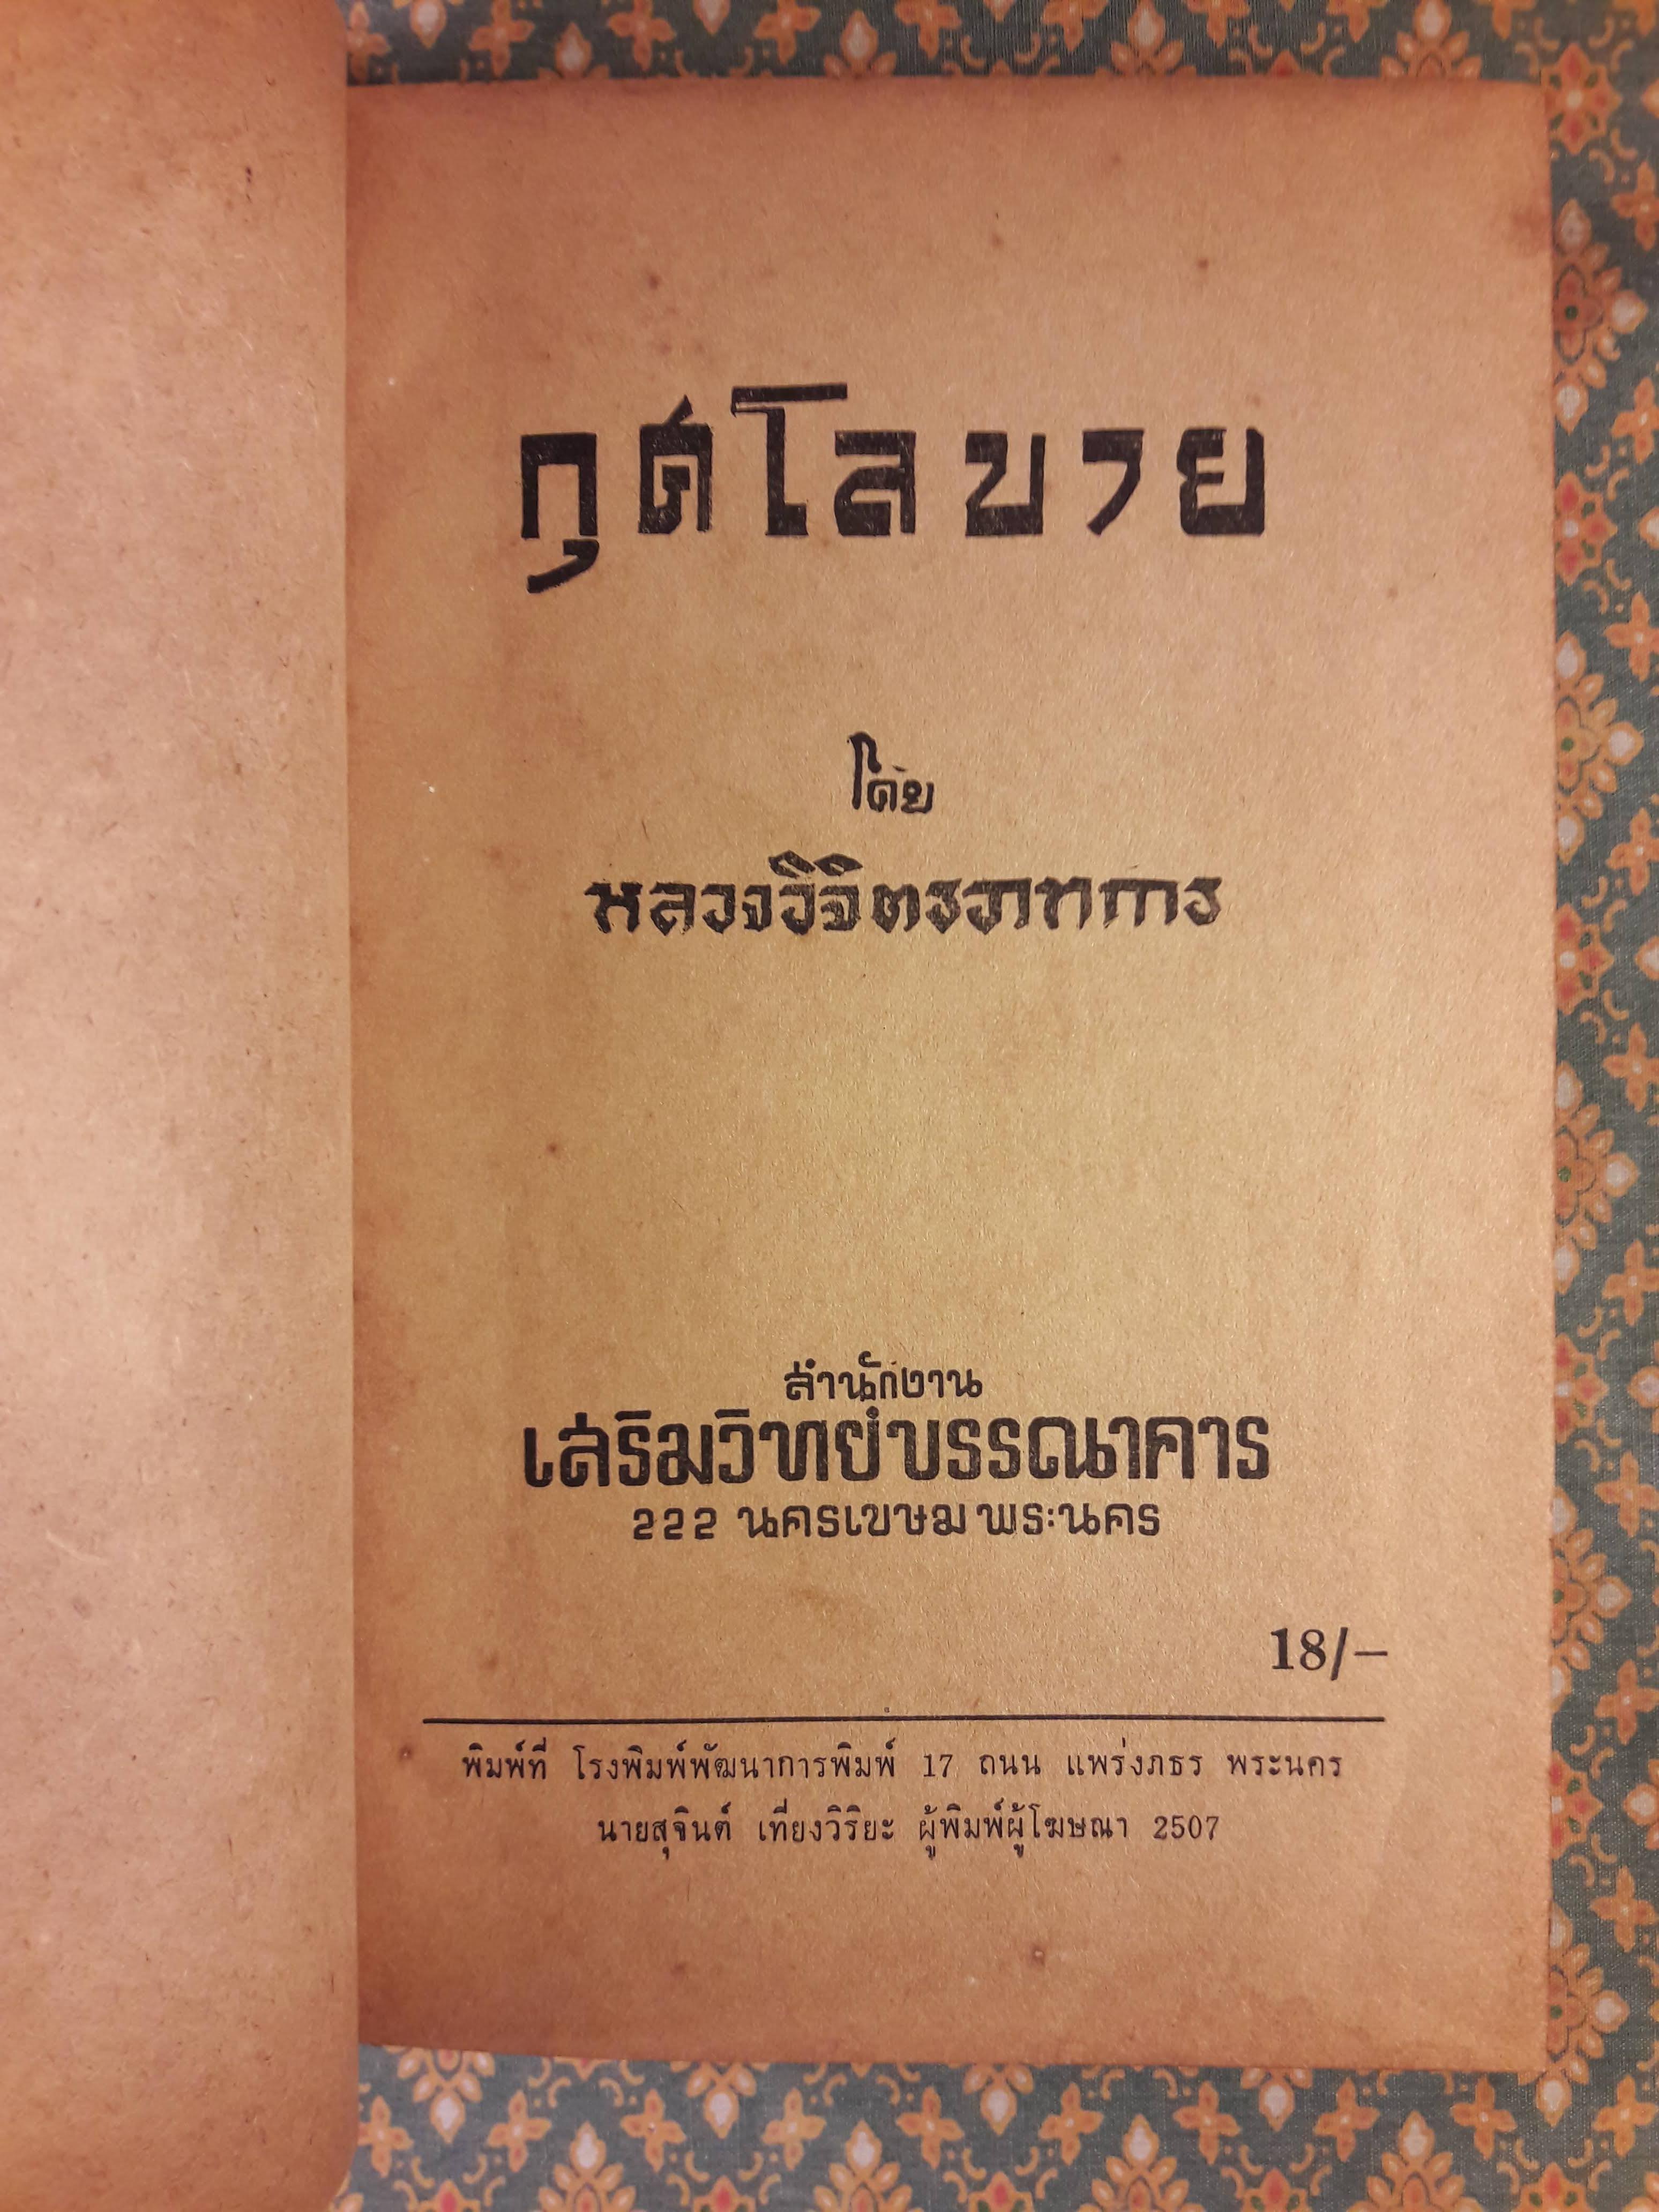 กุศโลบาย
โดย
หลวงวิจิตรวาทการ
สำนักงาน
เสริมวิทย์บรรณาคาร
222 นครเขษม พระนคร
18/-
พิมพ์ที่ โรงพิมพ์พัฒนาการพิมพ์ 17 ถนน แพร่งภูธร พระนคร
นายสุจินต์ เที่ยงวิริยะ ผู้พิมพ์ผู้โฆษณา 2507